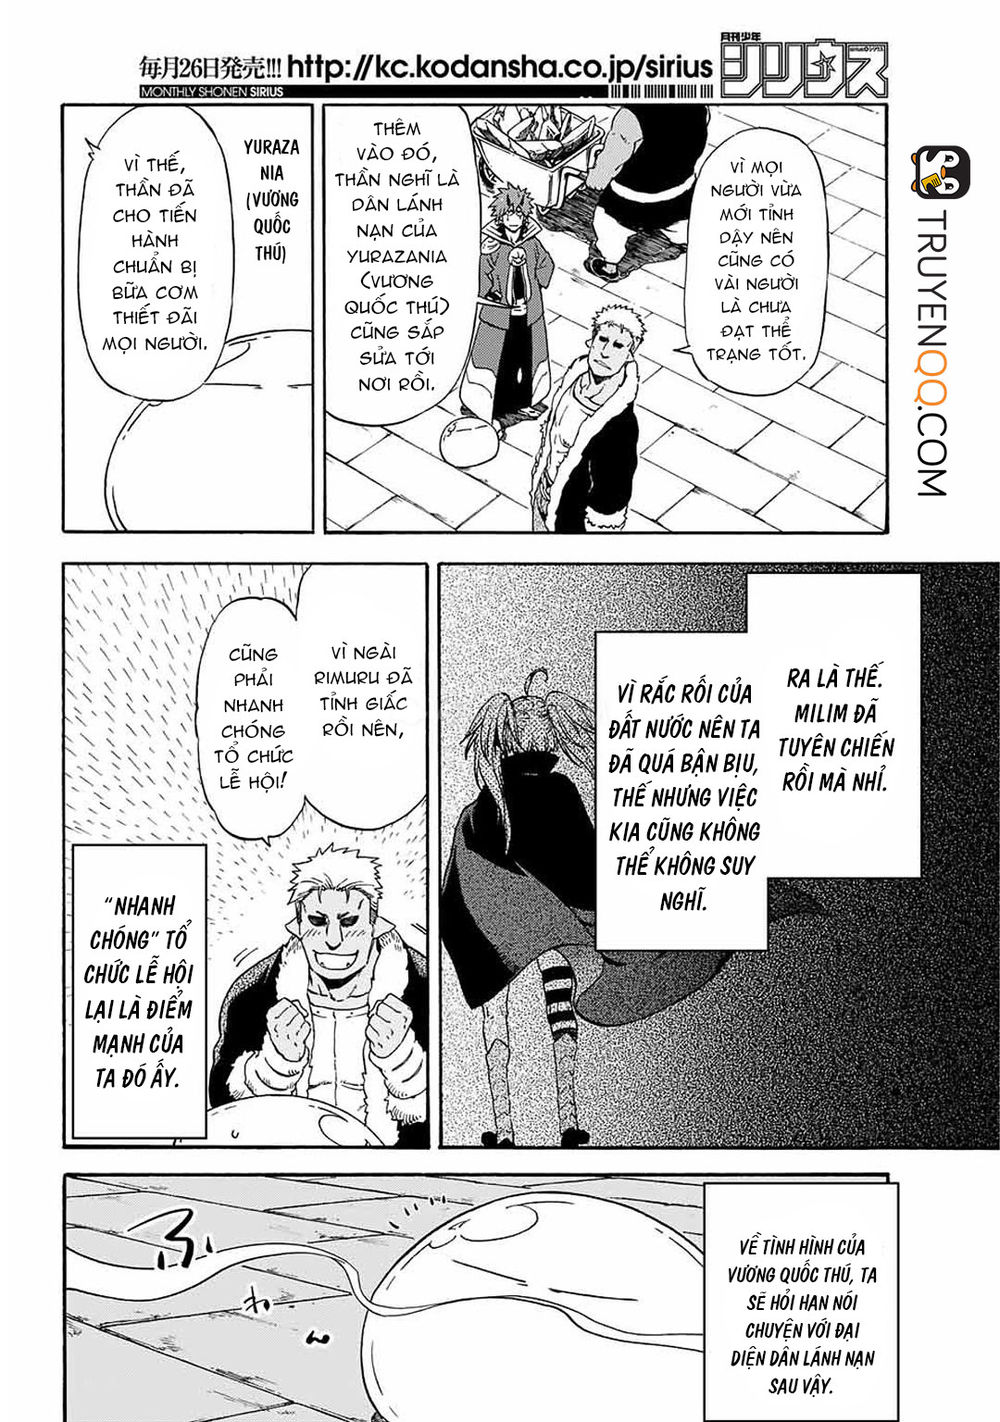 毎月26日発売!!! http://kc.kodansha.co.jp/sirius
MONTHLY SHONEN SIRIUS
月刊少年
シリウス
VÌ MỌI
NGƯỜI VỪA
MỚI TỈNH
DẬY NÊN
CŨNG CÓ
VÀI NGƯỜI
LÀ CHƯA
ĐẠT THỂ
TRẠNG TỐT.
THÊM
VÀO ĐÓ,
THẦN NGHĨ LÀ
DÂN LÁNH
NẠN CỦA
YURAZANIA
(VƯƠNG
QUỐC THÚ)
CŨNG SẮP
SỬA TỚI
NƠI RỒI.
YURAZA
NIA
(VƯƠNG
QUỐC
THÚ)
VÌ THẾ,
THẦN ĐÃ
CHO TIẾN
HÀNH
CHUẨN BỊ
BỮA CƠM
THIẾT ĐÃI
MỌI NGƯỜI.
TRUYENQQ.COM
RA LÀ THẾ.
MILIM ĐÃ
TUYÊN CHIẾN
RỒI MÀ NHỈ.
VÌ RẮC RỐI CỦA
ĐẤT NƯỚC NÊN TA
ĐÃ QUÁ BẬN BỊU,
THẾ NHƯNG VIỆC
KIA CŨNG KHÔNG
THỂ KHÔNG SUY
NGHĨ.
VÌ NGÀI
RIMURU ĐÃ
TỈNH GIẤC
RỒI NÊN,
CŨNG
PHẢI
NHANH
CHÓNG
TỔ CHỨC
LỄ HỘI!
"NHANH
CHÓNG" TỔ
CHỨC LỄ HỘI
LẠI LÀ ĐIỂM
MẠNH CỦA
TA ĐÓ ẤY.
VỀ TÌNH HÌNH CỦA
VƯƠNG QUỐC THÚ, TA
SẼ HỎI HAN NÓI
CHUYỆN VỚI ĐẠI
DIỆN DÂN LÁNH NẠN
SAU VẬY.
ふ
わん